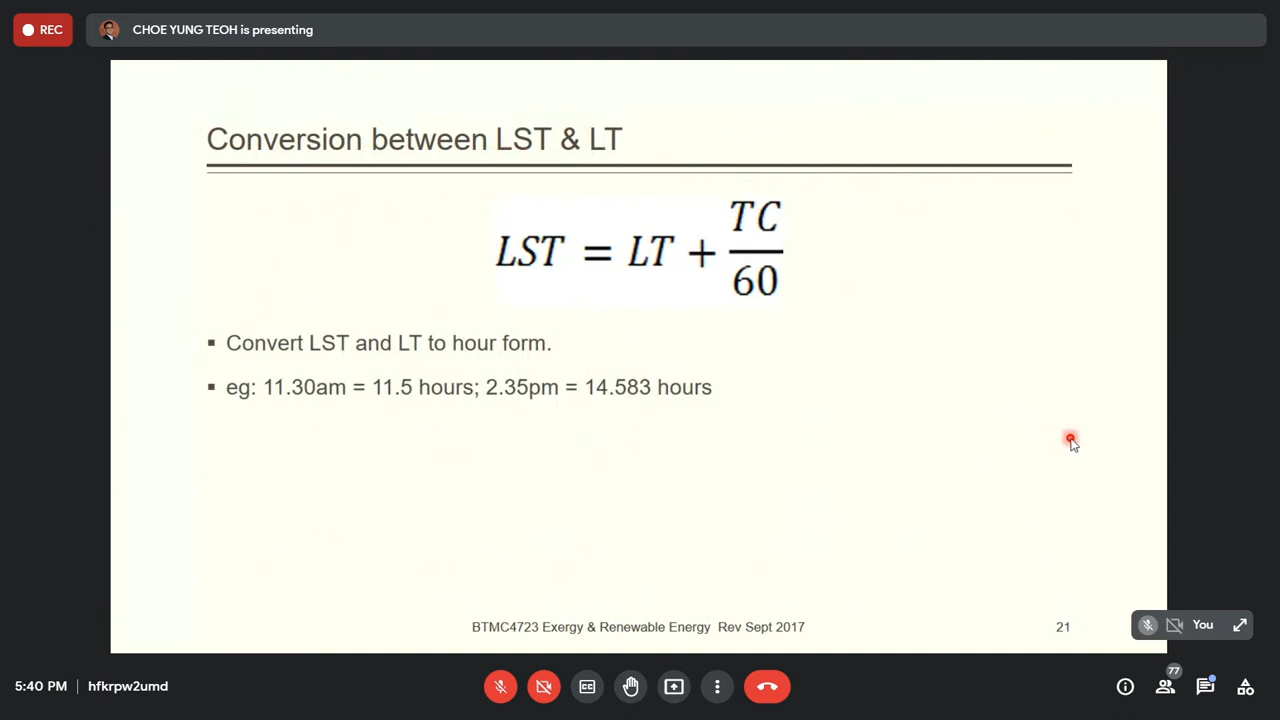 REC
CHOE YUNG TEOH is presenting
Conversion between LST & LT
LST = LT + TC/60
▪ Convert LST and LT to hour form.
▪ eg: 11.30am = 11.5 hours; 2.35pm = 14.583 hours
BTMC4723 Exergy & Renewable Energy Rev Sept 2017
21
You
5:40 PM hfkrpw2umd
77